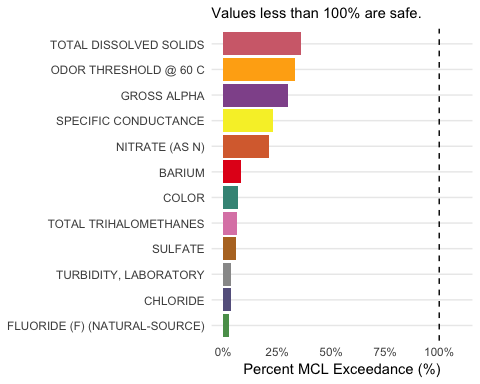 Values less than 100% are safe.
TOTAL DISSOLVED SOLIDS
ODOR THRESHOLD @ 60 C
GROSS ALPHA
SPECIFIC CONDUCTANCE
NITRATE (AS N)
BARIUM
COLOR
TOTAL TRIHALOMETHANES
SULFATE
TURBIDITY, LABORATORY
CHLORIDE
FLUORIDE (F) (NATURAL-SOURCE)
0% 25% 50% 75% 100%
Percent MCL Exceedance (%)